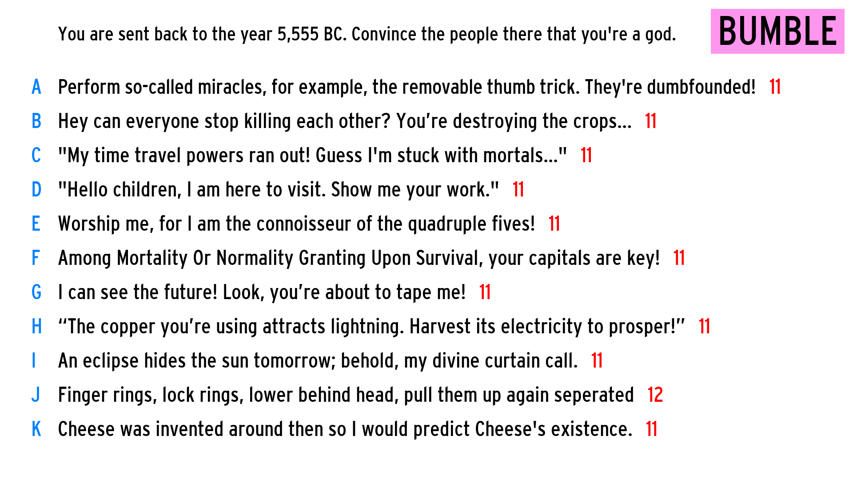 You are sent back to the year 5,555 BC. Convince the people there that you're a god.
BUMBLE
A Perform so-called miracles, for example, the removable thumb trick. They're dumbfounded! 11
B Hey can everyone stop killing each other? You’re destroying the crops... 11
C "My time travel powers ran out! Guess I'm stuck with mortals..." 11
D "Hello children, I am here to visit. Show me your work." 11
E Worship me, for I am the connoisseur of the quadruple fives! 11
F Among Mortality Or Normality Granting Upon Survival, your capitals are key! 11
G I can see the future! Look, you’re about to tape me! 11
H “The copper you’re using attracts lightning. Harvest its electricity to prosper!” 11
I An eclipse hides the sun tomorrow; behold, my divine curtain call. 11
J Finger rings, lock rings, lower behind head, pull them up again seperated 12
K Cheese was invented around then so I would predict Cheese's existence. 11